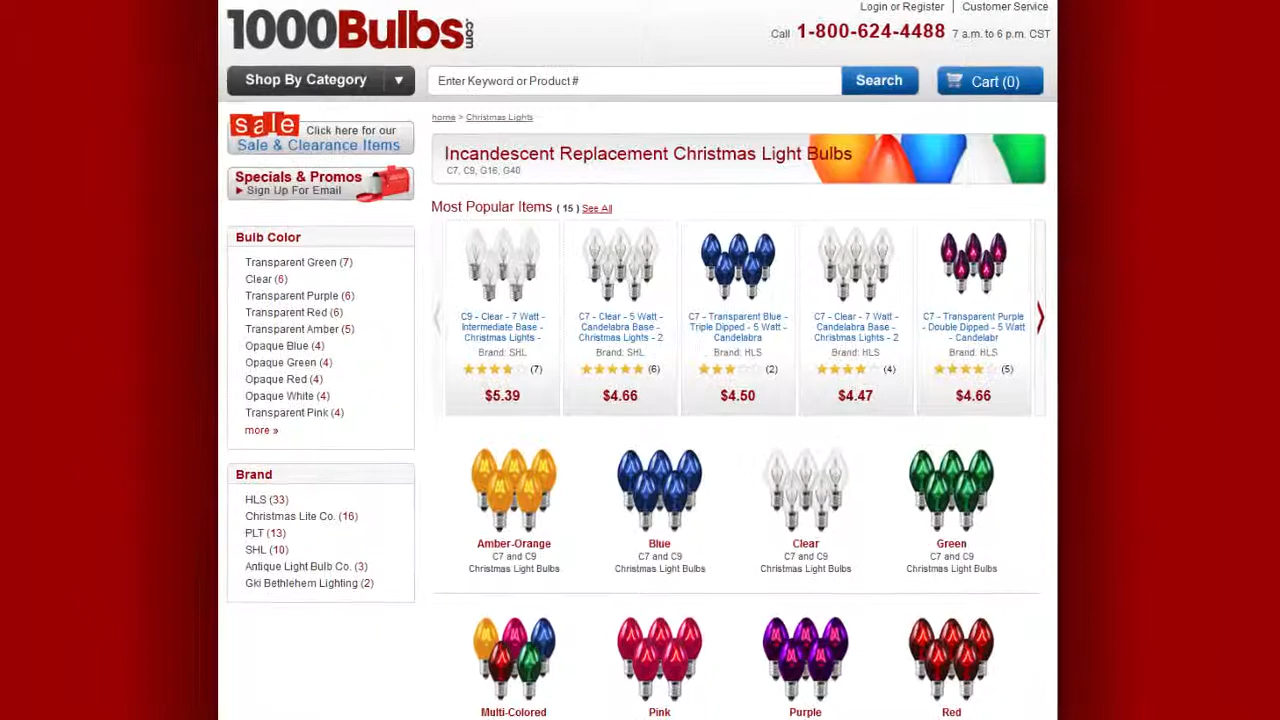 1000Bulbs.com
Login or Register | Customer Service
Call 1-800-624-4488 7 a.m. to 6 p.m. CST
Shop By Category ▼
Enter Keyword or Product #
Search
Cart (0)
sale
Click here for our
Sale & Clearance Items
Specials & Promos
Sign Up For Email
home > Christmas Lights
Incandescent Replacement Christmas Light Bulbs
C7, C9, G16, G40
Most Popular Items ( 15 ) See All
C9 - Clear - 7 Watt -
Intermediate Base -
Christmas Lights -
Brand: SHL
(7)
$5.39
C7 - Clear - 5 Watt -
Candelabra Base -
Christmas Lights - 2
Brand: SHL
(6)
$4.66
C7 - Transparent Blue -
Triple Dipped - 5 Watt -
Candelabra
Brand: HLS
(2)
$4.50
C7 - Clear - 7 Watt -
Candelabra Base -
Christmas Lights - 2
Brand: HLS
(4)
$4.47
C7 - Transparent Purple
- Double Dipped - 5 Watt
- Candelabr
Brand: HLS
(5)
$4.66
Bulb Color
Transparent Green (7)
Clear (6)
Transparent Purple (6)
Transparent Red (6)
Transparent Amber (5)
Opaque Blue (4)
Opaque Green (4)
Opaque Red (4)
Opaque White (4)
Transparent Pink (4)
more »
Brand
HLS (33)
Christmas Lite Co. (16)
PLT (13)
SHL (10)
Antique Light Bulb Co. (3)
Gki Bethlehem Lighting (2)
Amber-Orange
C7 and C9
Christmas Light Bulbs
Blue
C7 and C9
Christmas Light Bulbs
Clear
C7 and C9
Christmas Light Bulbs
Green
C7 and C9
Christmas Light Bulbs
Multi-Colored
Pink
Purple
Red